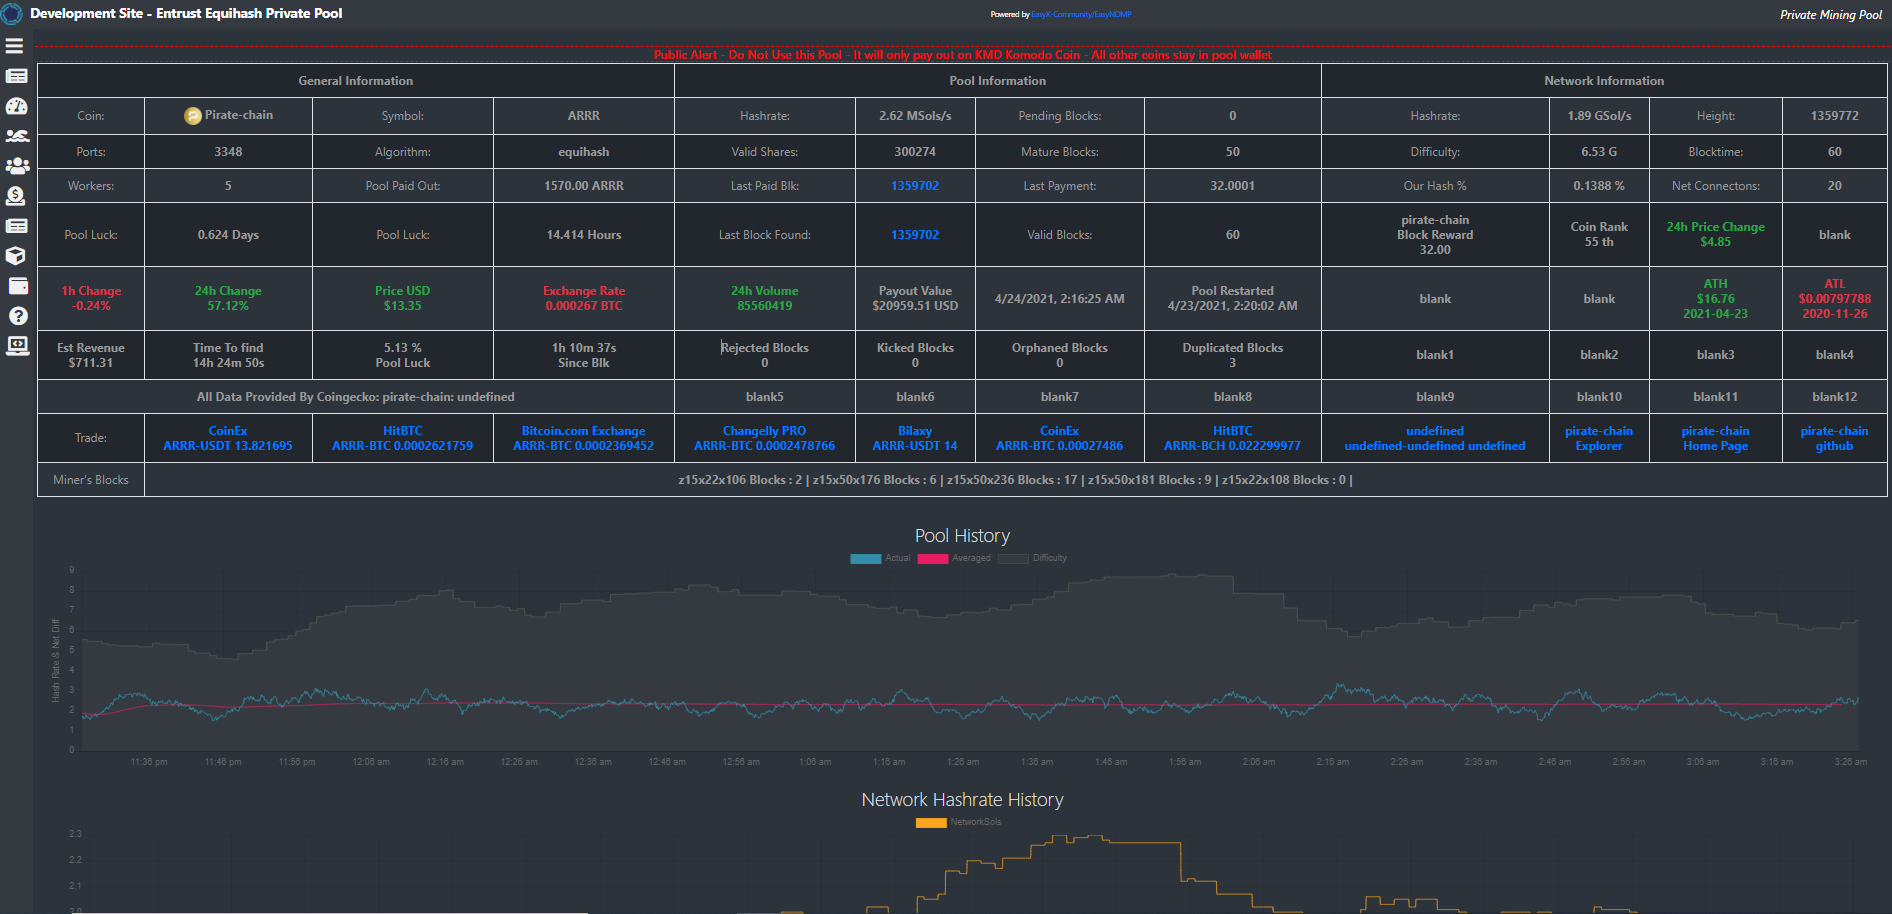 Development Site - Entrust Equihash Private Pool
Powered by EasyX-Community/EasyNOMP
Private Mining Pool
Public Alert - Do Not Use this Pool - It will only pay out on KMD Komodo Coin - All other coins stay in pool wallet
General Information
Pool Information
Network Information
Coin: Pirate-chain Symbol: ARRR Hashrate: 2.62 MSols/s Pending Blocks: 0 Hashrate: 1.89 GSol/s Height: 1359772
Ports: 3348 Algorithm: equihash Valid Shares: 300274 Mature Blocks: 50 Difficulty: 6.53 G Blocktime: 60
Workers: 5 Pool Paid Out: 1570.00 ARRR Last Paid Blk: 1359702 Last Payment: 32.0001 Our Hash % 0.1388 % Net Connectons: 20
Pool Luck: 0.624 Days Pool Luck: 14.414 Hours Last Block Found: 1359702 Valid Blocks: 60
pirate-chain
Block Reward
32.00
Coin Rank
55 th
24h Price Change
$4.85
blank
1h Change
-0.24%
24h Change
57.12%
Price USD
$13.35
Exchange Rate
0.000267 BTC
24h Volume
85560419
Payout Value
$20959.51 USD
4/24/2021, 2:16:25 AM
Pool Restarted
4/23/2021, 2:20:02 AM
blank
blank
ATH
$16.76
2021-04-23
ATL
$0.00797788
2020-11-26
Est Revenue
$711.31
Time To find
14h 24m 50s
5.13 %
Pool Luck
1h 10m 37s
Since Blk
Rejected Blocks
0
Kicked Blocks
0
Orphaned Blocks
0
Duplicated Blocks
3
blank1
blank2
blank3
blank4
All Data Provided By Coingecko: pirate-chain: undefined
blank5
blank6
blank7
blank8
blank9
blank10
blank11
blank12
Trade:
CoinEx
ARRR-USDT 13.821695
HitBTC
ARRR-BTC 0.0002621759
Bitcoin.com Exchange
ARRR-BTC 0.0002369452
Changelly PRO
ARRR-BTC 0.0002478766
Bilaxy
ARRR-USDT 14
CoinEx
ARRR-BTC 0.00027486
HitBTC
ARRR-BCH 0.022299977
undefined
undefined-undefined undefined
pirate-chain
Explorer
pirate-chain
Home Page
pirate-chain
github
Miner's Blocks
z15x22x106 Blocks : 2 | z15x50x176 Blocks : 6 | z15x50x236 Blocks : 17 | z15x50x181 Blocks : 9 | z15x22x108 Blocks : 0 |
Pool History
Actual Averaged Difficulty
Hash Rate & Net Diff
9
8
7
6
5
4
3
2
1
0
11:36 pm 11:46 pm 11:56 pm 12:06 am 12:16 am 12:26 am 12:36 am 12:46 am 12:56 am 1:06 am 1:16 am 1:26 am 1:36 am 1:46 am 1:56 am 2:06 am 2:16 am 2:26 am 2:36 am 2:46 am 2:56 am 3:06 am 3:16 am 3:26 am
Network Hashrate History
NetworkSols
2.3
2.2
2.1
2.0